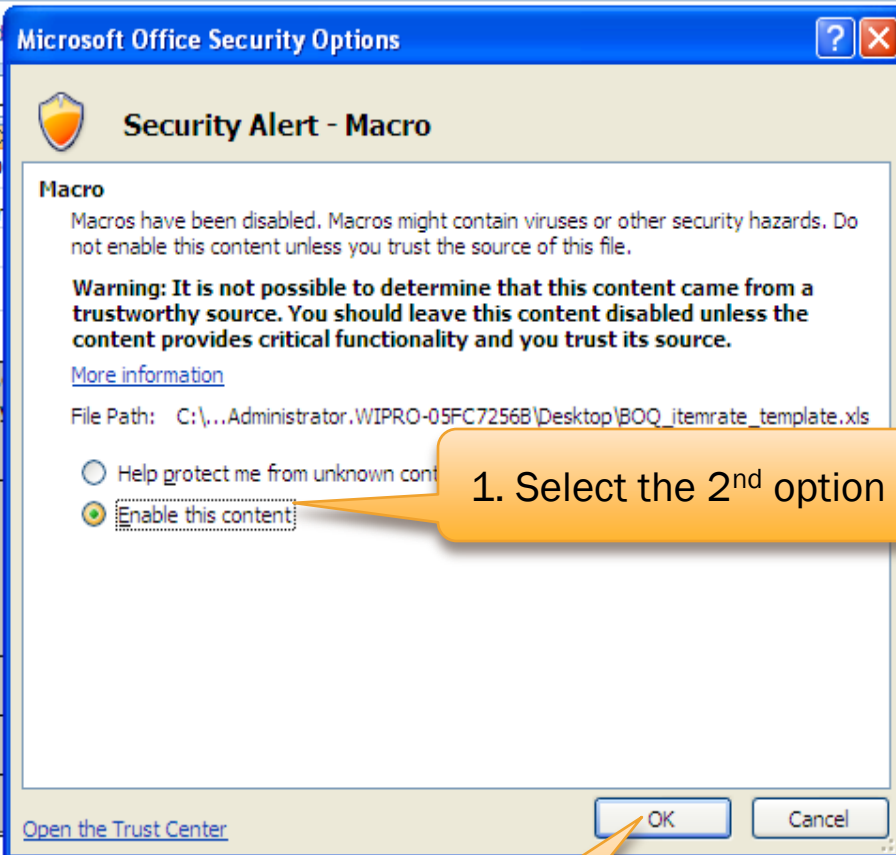 Microsoft Office Security Options
Security Alert - Macro
Macro
Macros have been disabled. Macros might contain viruses or other security hazards. Do
not enable this content unless you trust the source of this file.
Warning: It is not possible to determine that this content came from a
trustworthy source. You should leave this content disabled unless the
content provides critical functionality and you trust its source.
More information
File Path: C:\...Administrator.WIPRO-05FC7256B\Desktop\BOQ_itemrate_template.xls
Help protect me from unknown cont
1. Select the 2nd option
Enable this content
Open the Trust Center
OK
Cancel